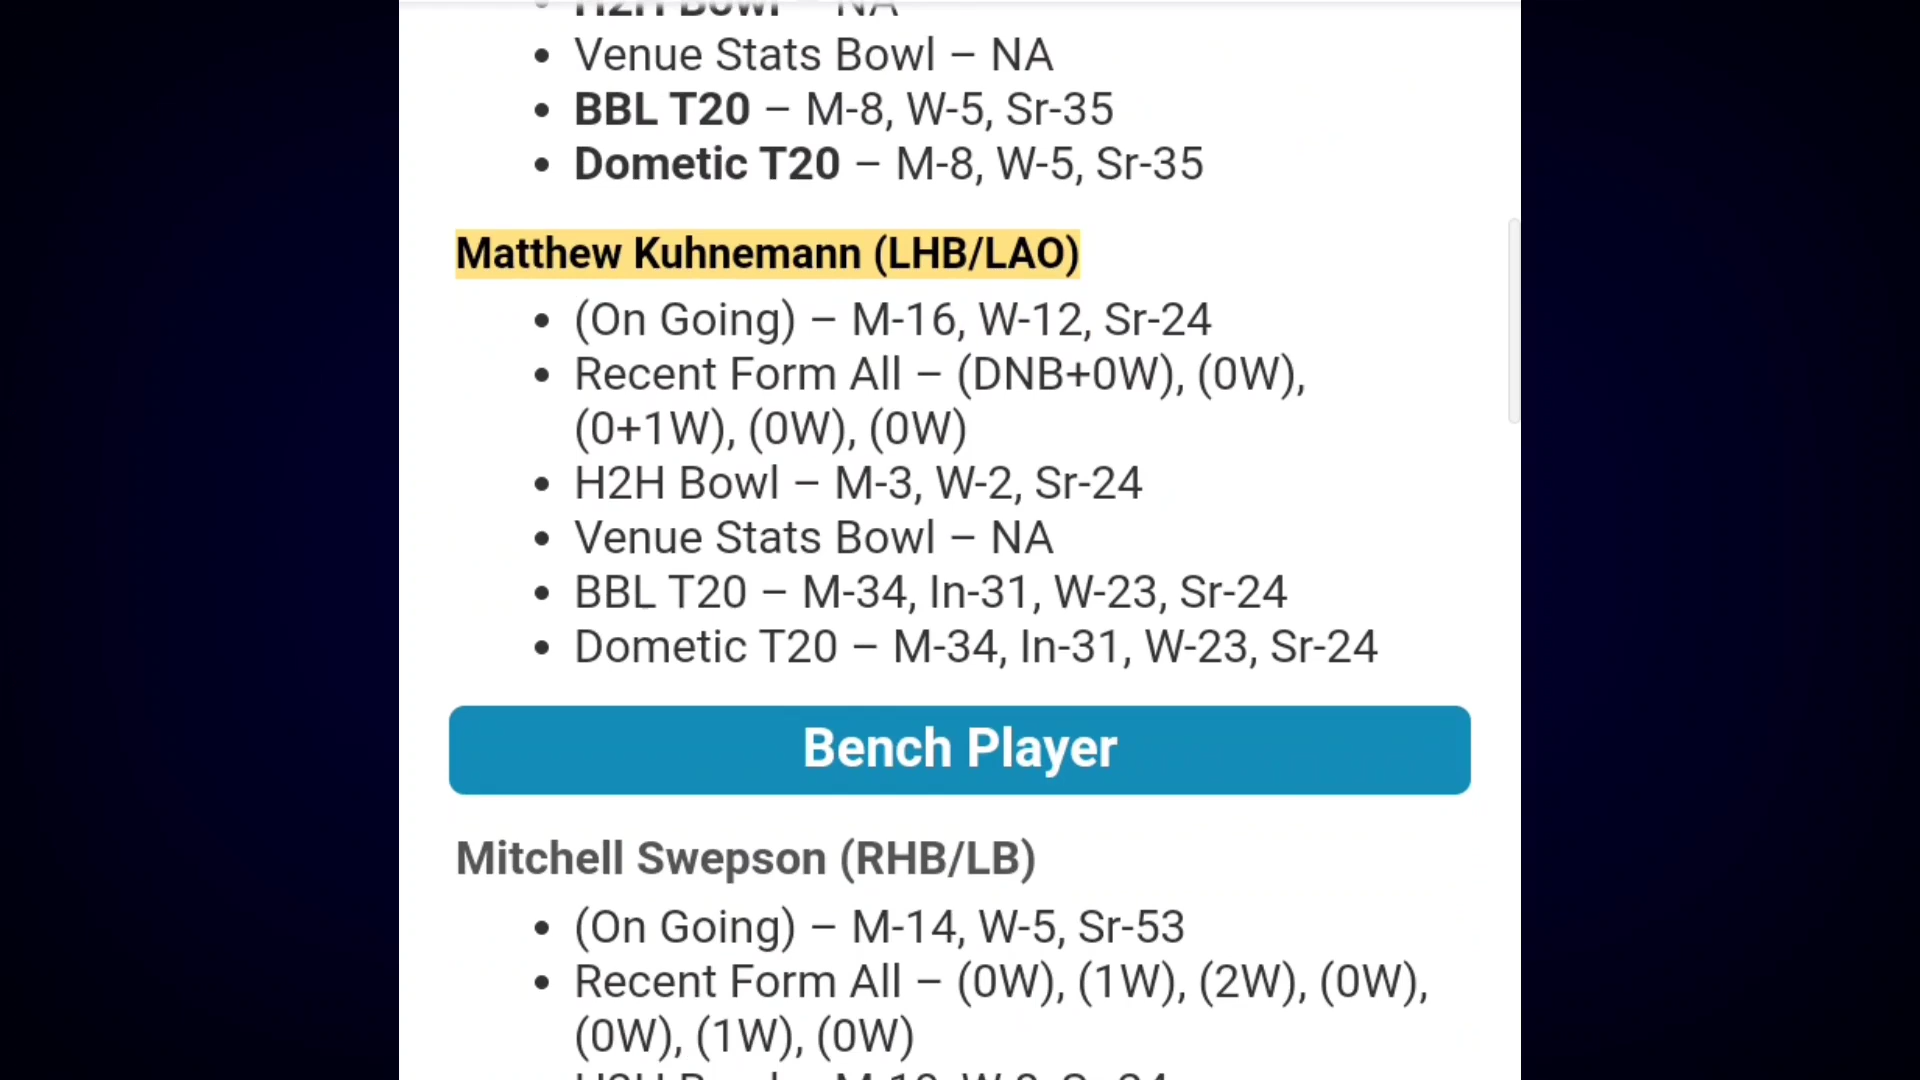 H2H Bowl – NA
Venue Stats Bowl – NA
BBL T20 – M-8, W-5, Sr-35
Dometic T20 – M-8, W-5, Sr-35
Matthew Kuhnemann (LHB/LAO)
(On Going) – M-16, W-12, Sr-24
Recent Form All – (DNB+0W), (0W),
(0+1W), (0W), (0W)
H2H Bowl – M-3, W-2, Sr-24
Venue Stats Bowl – NA
BBL T20 – M-34, In-31, W-23, Sr-24
Dometic T20 – M-34, In-31, W-23, Sr-24
Bench Player
Mitchell Swepson (RHB/LB)
(On Going) – M-14, W-5, Sr-53
Recent Form All – (0W), (1W), (2W), (0W),
(0W), (1W), (0W)